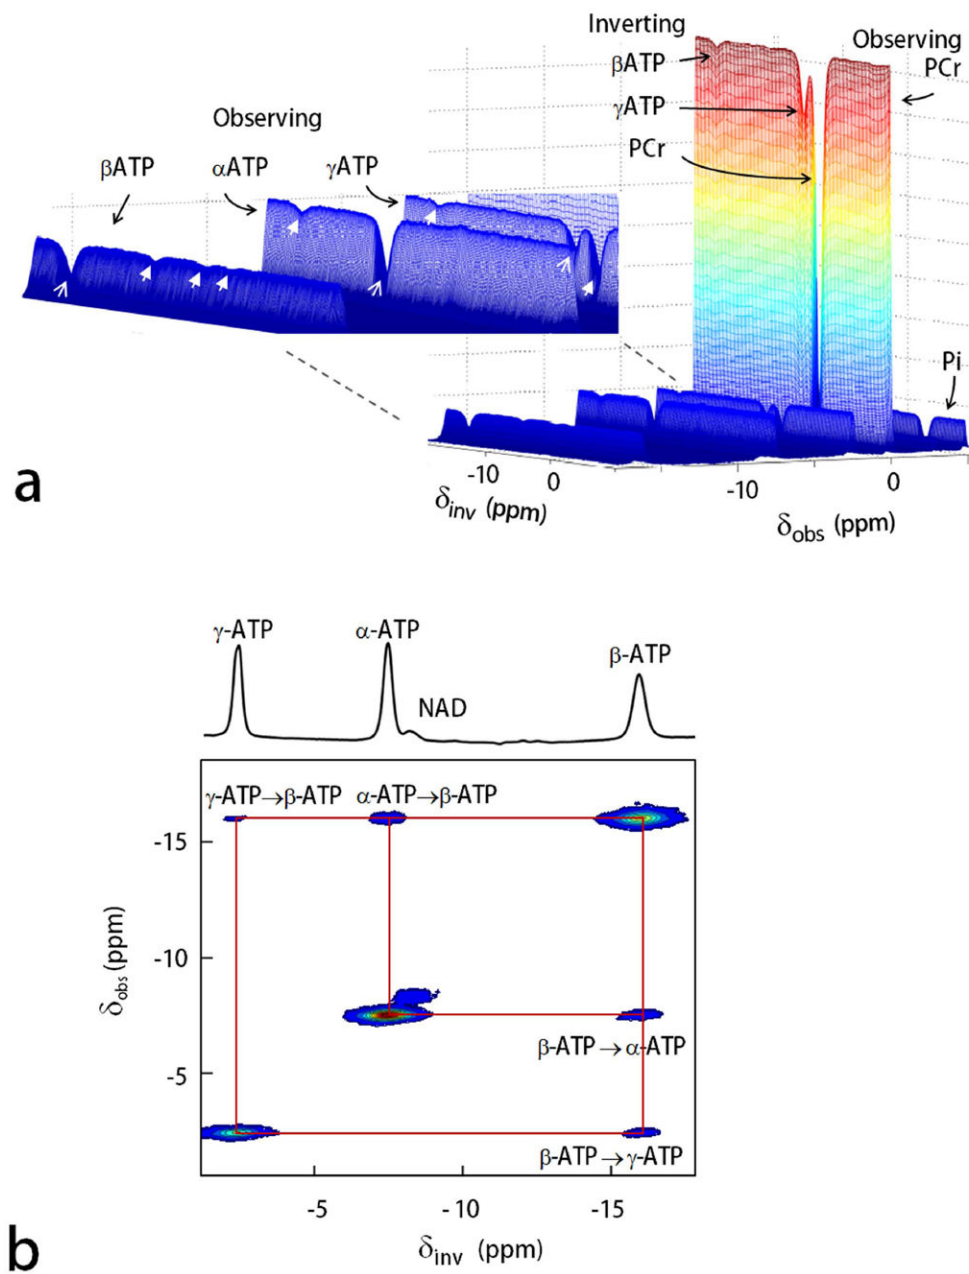 Inverting
βATP
γATP
PCr
Observing
PCr
Observing
βATP
αATP
γATP
Pi
a
-10
0
δinv (ppm)
-10
0
δobs (ppm)
γ-ATP
α-ATP
NAD
β-ATP
γ-ATP→β-ATP
α-ATP→β-ATP
-15
-10
-5
δobs (ppm)
β-ATP→α-ATP
β-ATP→γ-ATP
-5
-10
-15
δinv (ppm)
b